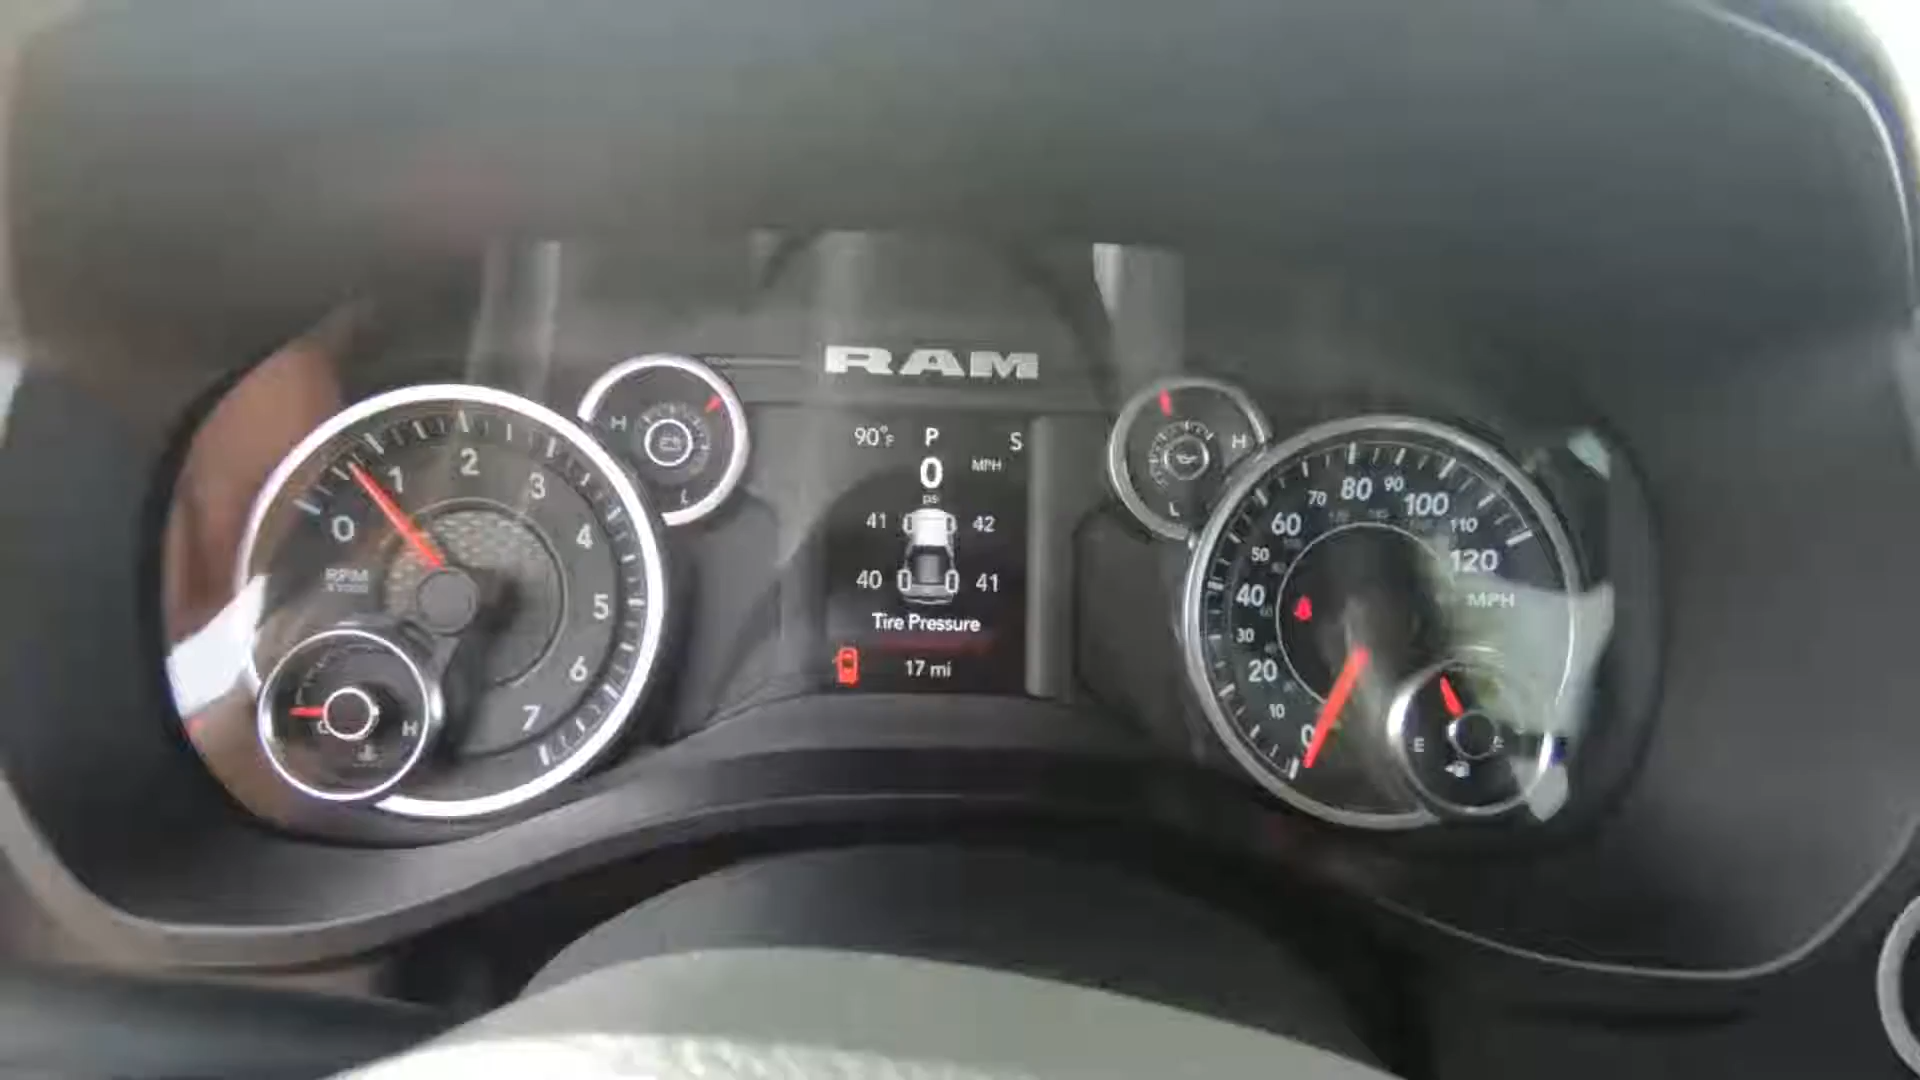 RAM
90°F P S
0 MPH
psi
41 42
40 41
Tire Pressure
17 mi
0 1 2 3 4 5 6 7
RPM
H
L
C H
H
L
0 10 20 30 40 50 60 70 80 90 100 110 120
MPH
E